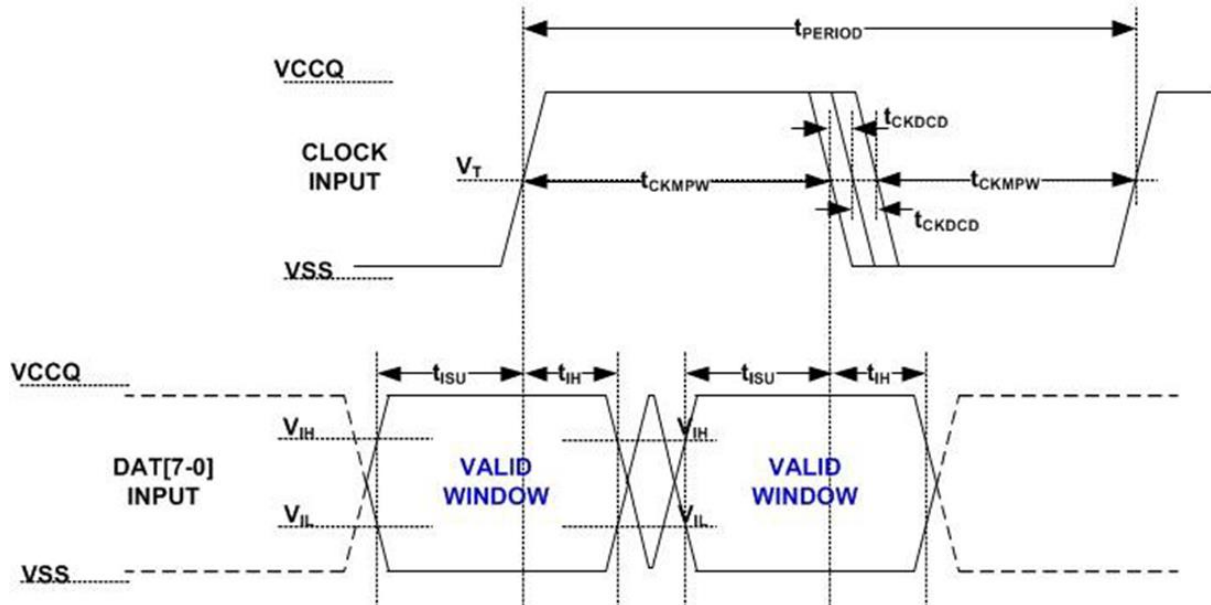 tPERIOD
VCCQ
tCKDCD
CLOCK
INPUT
VT
tCKMPW
tCKMPW
tCKDCD
VSS
VCCQ
tISU
tIH
tISU
tIH
VIH
VIH
DAT[7-0]
INPUT
VALID
WINDOW
VALID
WINDOW
VIL
VIL
VSS